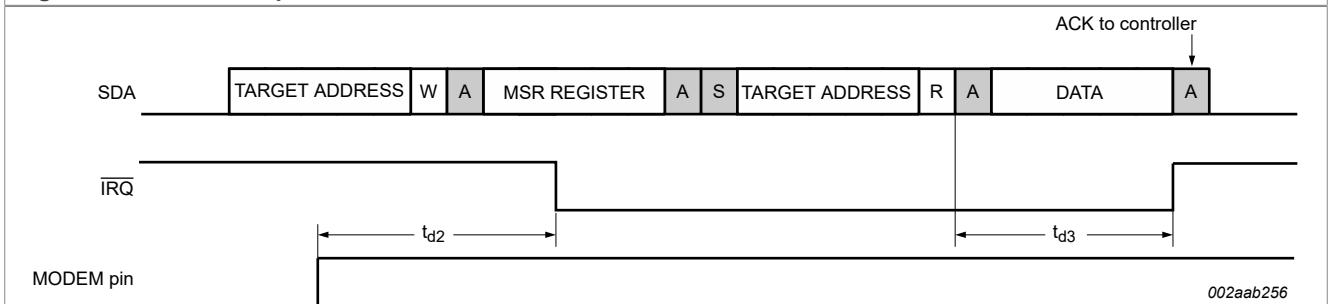 ACK to controller
SDA TARGET ADDRESS W A MSR REGISTER A S TARGET ADDRESS R A DATA A
IRQ
td2 td3
MODEM pin
002aab256